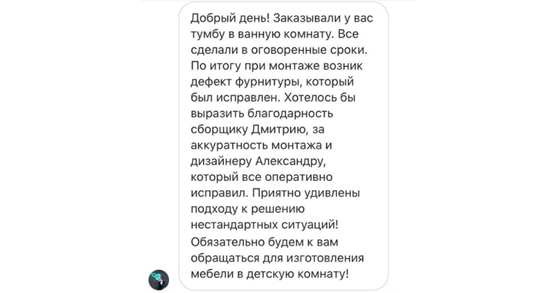 Добрый день! Заказывали у вас
тумбу в ванную комнату. Все
сделали в оговоренные сроки.
По итогу при монтаже возник
дефект фурнитуры, который
был исправлен. Хотелось бы
выразить благодарность
сборщику Дмитрию, за
аккуратность монтажа и
дизайнеру Александру,
который все оперативно
исправил. Приятно удивлены
подходу к решению
нестандартных ситуаций!
Обязательно будем к вам
обращаться для изготовления
мебели в детскую комнату!